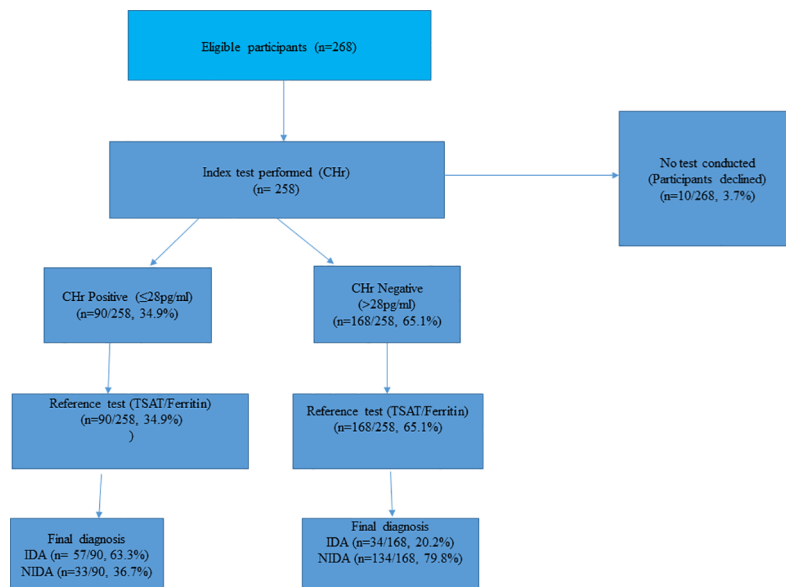 Eligible participants (n=268)
Index test performed (CHr)
(n= 258)
No test conducted
(Participants declined)
(n=10/268, 3.7%)
CHr Positive (≤28pg/ml)
(n=90/258, 34.9%)
CHr Negative
(>28pg/ml)
(n=168/258, 65.1%)
Reference test (TSAT/Ferritin)
(n=90/258, 34.9%)
)
Reference test (TSAT/Ferritin)
(n=168/258, 65.1%)
Final diagnosis
IDA (n= 57/90, 63.3%)
NIDA (n=33/90, 36.7%)
Final diagnosis
IDA (n=34/168, 20.2%)
NIDA (n=134/168, 79.8%)